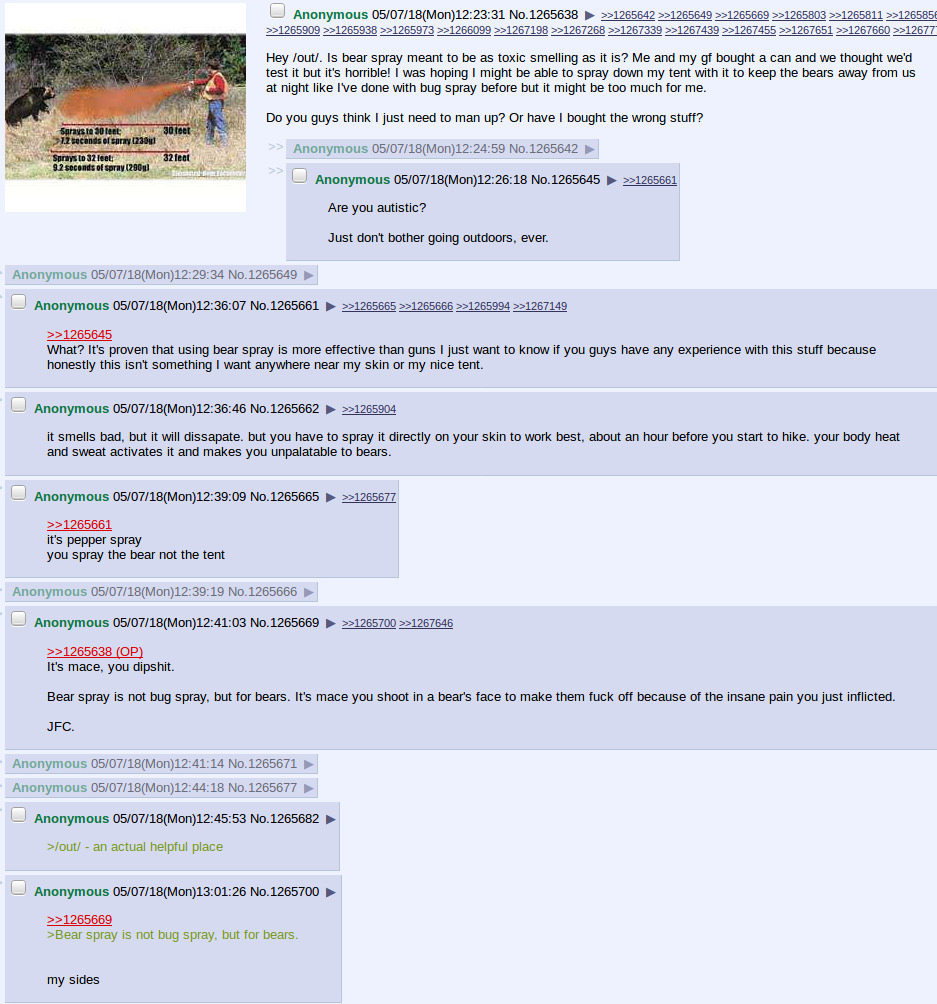 Anonymous 05/07/18(Mon)12:23:31 No.1265638 ▶ >>1265642 >>1265649 >>1265669 >>1265803 >>1265811 >>126585
>>1265909 >>1265938 >>1265973 >>1266099 >>1267198 >>1267268 >>1267339 >>1267439 >>1267455 >>1267651 >>1267660 >>12677
Hey /out/. Is bear spray meant to be as toxic smelling as it is? Me and my gf bought a can and we thought we'd
test it but it's horrible! I was hoping I might be able to spray down my tent with it to keep the bears away from us
at night like I've done with bug spray before but it might be too much for me.
Do you guys think I just need to man up? Or have I bought the wrong stuff?
Sprays to 30 feet: 30 feet
7.2 seconds of spray (230g)
Sprays to 32 feet: 32 feet
9.2 seconds of spray (290g)
>> Anonymous 05/07/18(Mon)12:24:59 No.1265642 ▶
>> Anonymous 05/07/18(Mon)12:26:18 No.1265645 ▶ >>1265661
Are you autistic?
Just don't bother going outdoors, ever.
Anonymous 05/07/18(Mon)12:29:34 No.1265649 ▶
Anonymous 05/07/18(Mon)12:36:07 No.1265661 ▶ >>1265665 >>1265666 >>1265994 >>1267149
>>1265645
What? It's proven that using bear spray is more effective than guns I just want to know if you guys have any experience with this stuff because
honestly this isn't something I want anywhere near my skin or my nice tent.
Anonymous 05/07/18(Mon)12:36:46 No.1265662 ▶ >>1265904
it smells bad, but it will dissapate. but you have to spray it directly on your skin to work best, about an hour before you start to hike. your body heat
and sweat activates it and makes you unpalatable to bears.
Anonymous 05/07/18(Mon)12:39:09 No.1265665 ▶ >>1265677
>>1265661
it's pepper spray
you spray the bear not the tent
Anonymous 05/07/18(Mon)12:39:19 No.1265666 ▶
Anonymous 05/07/18(Mon)12:41:03 No.1265669 ▶ >>1265700 >>1267646
>>1265638 (OP)
It's mace, you dipshit.
Bear spray is not bug spray, but for bears. It's mace you shoot in a bear's face to make them fuck off because of the insane pain you just inflicted.
JFC.
Anonymous 05/07/18(Mon)12:41:14 No.1265671 ▶
Anonymous 05/07/18(Mon)12:44:18 No.1265677 ▶
Anonymous 05/07/18(Mon)12:45:53 No.1265682 ▶
>/out/ - an actual helpful place
Anonymous 05/07/18(Mon)13:01:26 No.1265700 ▶
>>1265669
>Bear spray is not bug spray, but for bears.
my sides